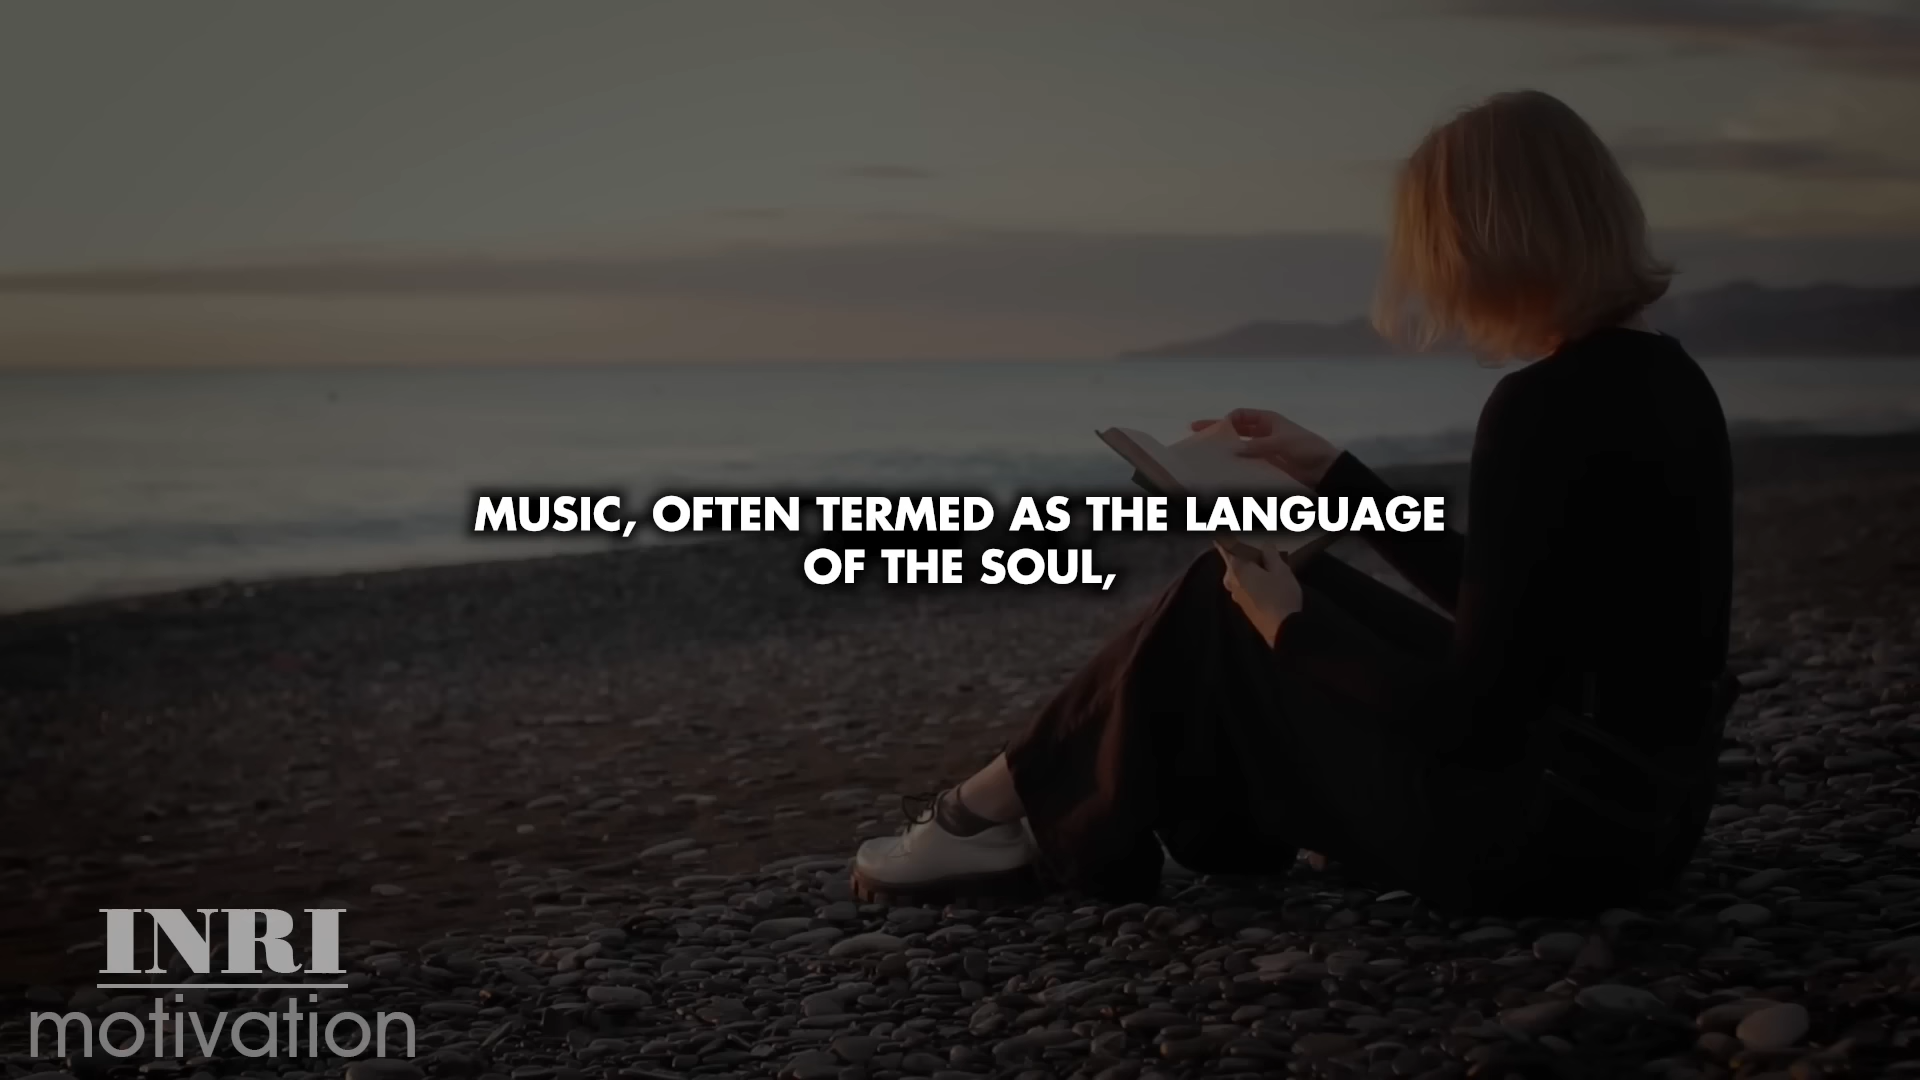 MUSIC, OFTEN TERMED AS THE LANGUAGE
OF THE SOUL,
INRI
motivation